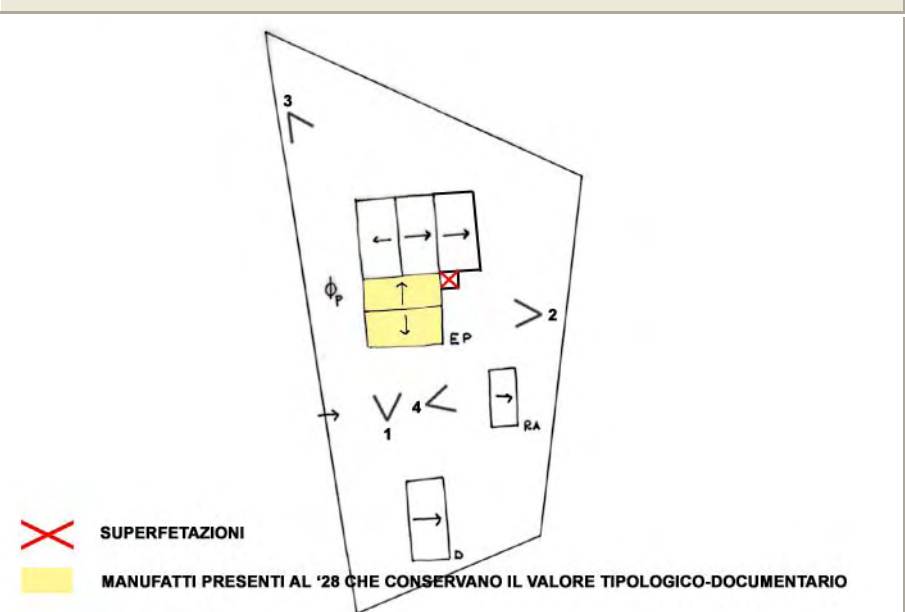 3
ϕP
EP
2
4
1
RA
D
SUPERFETAZIONI
MANUFATTI PRESENTI AL ‘28 CHE CONSERVANO IL VALORE TIPOLOGICO-DOCUMENTARIO